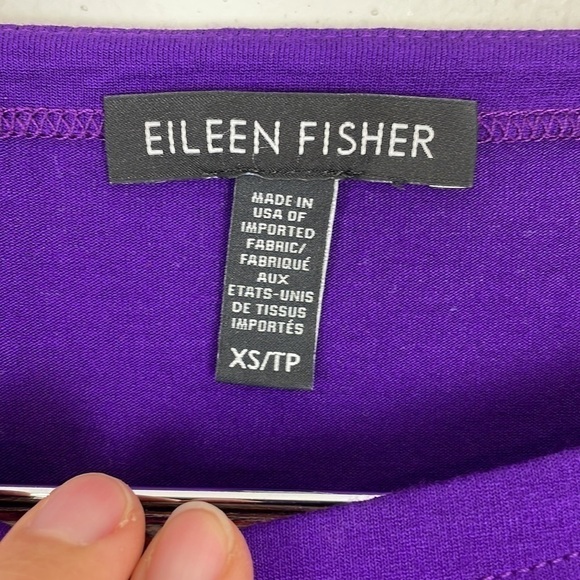 EILEEN FISHER
MADE IN
USA OF
IMPORTED
FABRIC/
FABRIQUÉ
AUX
ETATS-UNIS
DE TISSUS
IMPORTÉS
XS/TP